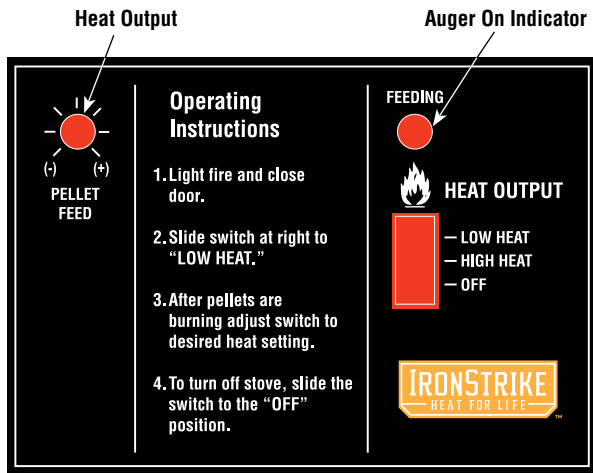 Heat Output
Auger On Indicator
(-) (+)
PELLET
FEED
Operating
Instructions
1. Light fire and close
door.
2. Slide switch at right to
“LOW HEAT.”
3. After pellets are
burning adjust switch to
desired heat setting.
4. To turn off stove, slide the
switch to the “OFF”
position.
FEEDING
HEAT OUTPUT
– LOW HEAT
– HIGH HEAT
– OFF
IRONSTRIKE
HEAT FOR LIFE
™